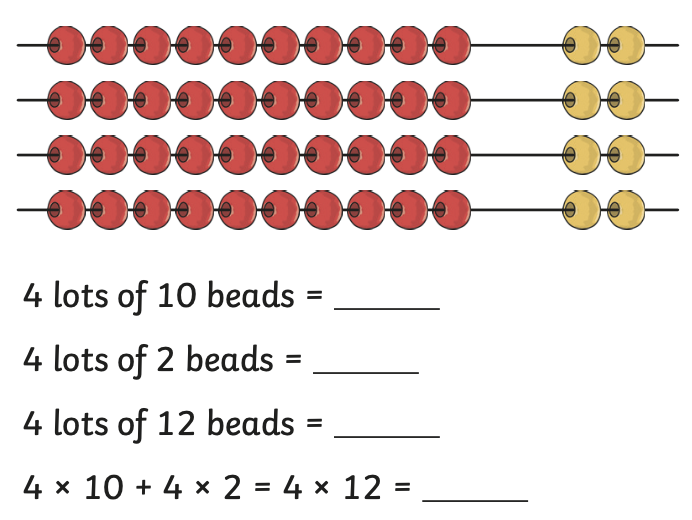 4 lots of 10 beads = ______
4 lots of 2 beads = ______
4 lots of 12 beads = ______
4 × 10 + 4 × 2 = 4 × 12 = ______